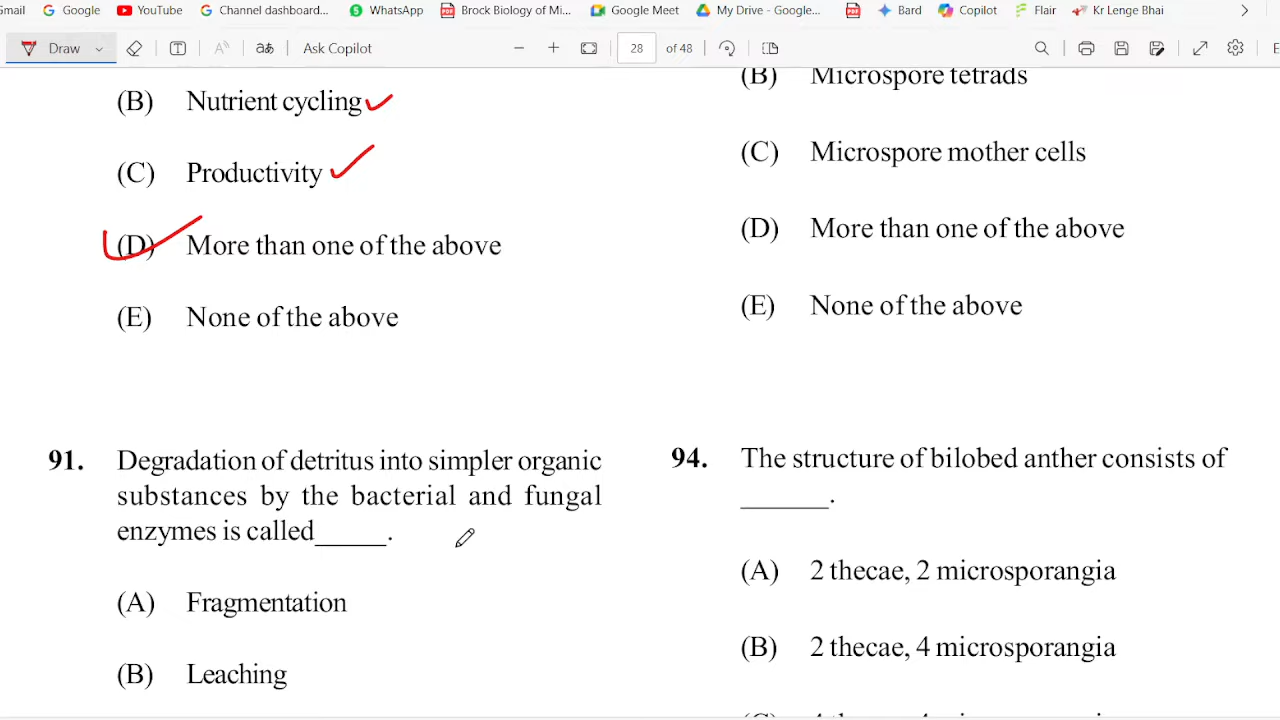 Gmail
Google
YouTube
Channel dashboard...
WhatsApp
Brock Biology of Mi...
Google Meet
My Drive - Google...
Bard
Copilot
Flair
Kr Lenge Bhai
Draw
Ask Copilot
28
of 48
(B) Nutrient cycling
(C) Productivity
(D) More than one of the above
(E) None of the above
91. Degradation of detritus into simpler organic
substances by the bacterial and fungal
enzymes is called_____.
(A) Fragmentation
(B) Leaching
(B) Microspore tetrads
(C) Microspore mother cells
(D) More than one of the above
(E) None of the above
94. The structure of bilobed anther consists of
______.
(A) 2 thecae, 2 microsporangia
(B) 2 thecae, 4 microsporangia